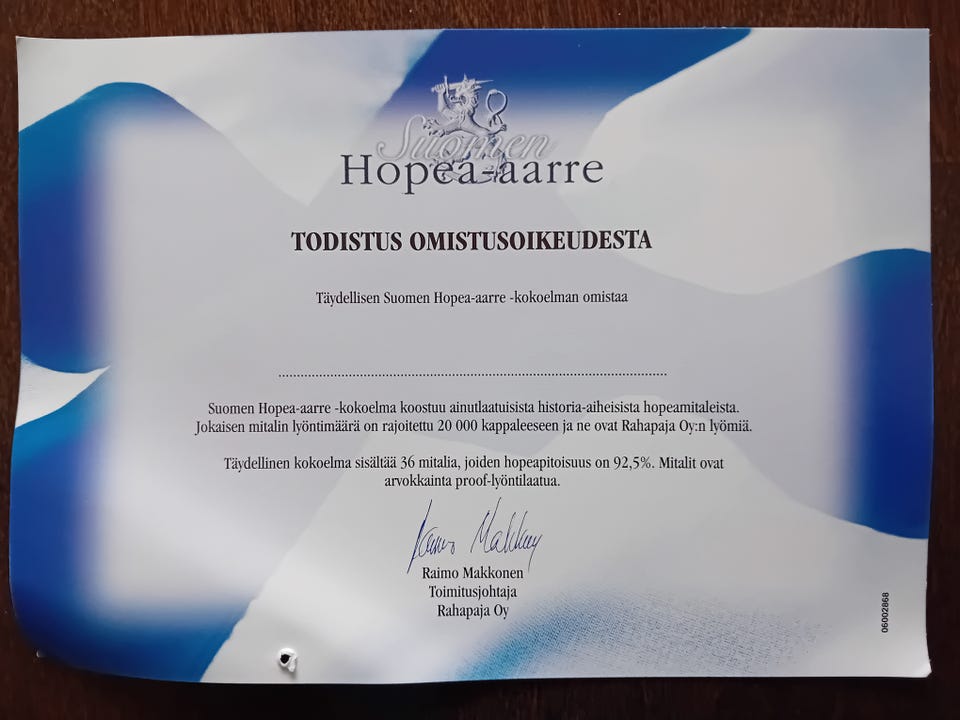 Suomen
Hopea-aarre
TODISTUS OMISTUSOIKEUDESTA
Täydellisen Suomen Hopea-aarre -kokoelman omistaa
Suomen Hopea-aarre -kokoelma koostuu ainutlaatuisista historia-aiheisista hopeamitaleista.
Jokaisen mitalin lyöntimäärä on rajoitettu 20 000 kappaleeseen ja ne ovat Rahapaja Oy:n lyömiä.
Täydellinen kokoelma sisältää 36 mitalia, joiden hopeapitoisuus on 92,5%. Mitalit ovat
arvokkainta proof-lyöntilaatua.
Raimo Makkonen
Raimo Makkonen
Toimitusjohtaja
Rahapaja Oy
06002868